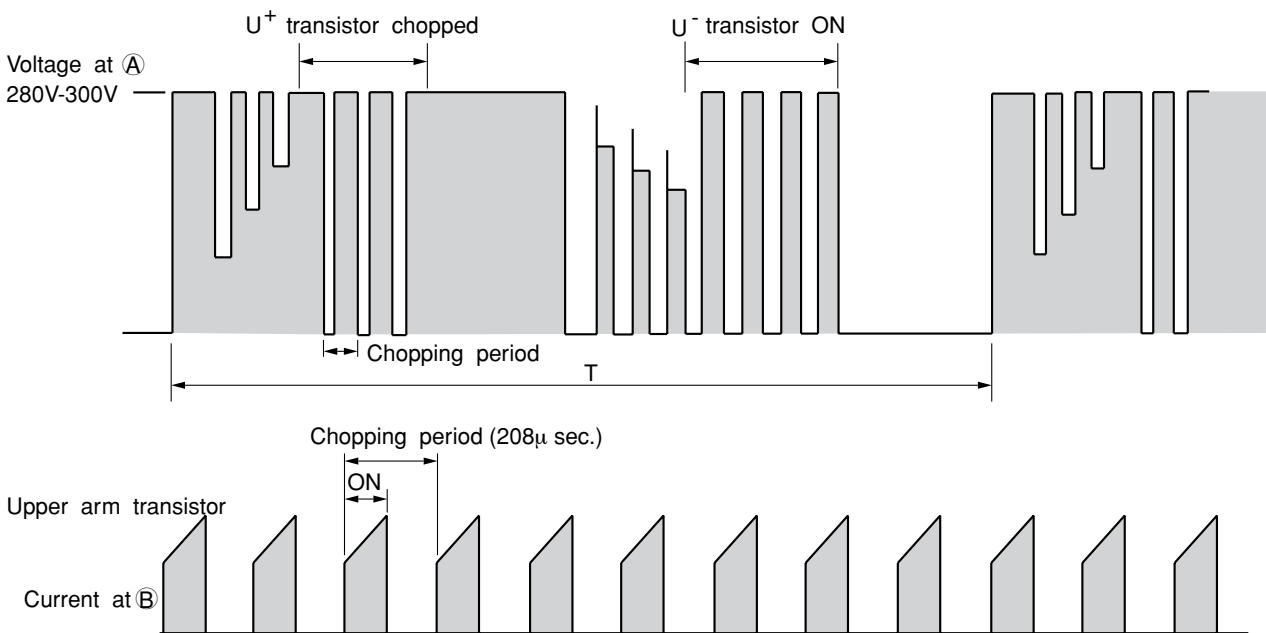 U+ transistor chopped
U- transistor ON
Voltage at Ⓐ
280V-300V
Chopping period
T
Chopping period (208μ sec.)
ON
Upper arm transistor
Current at Ⓑ